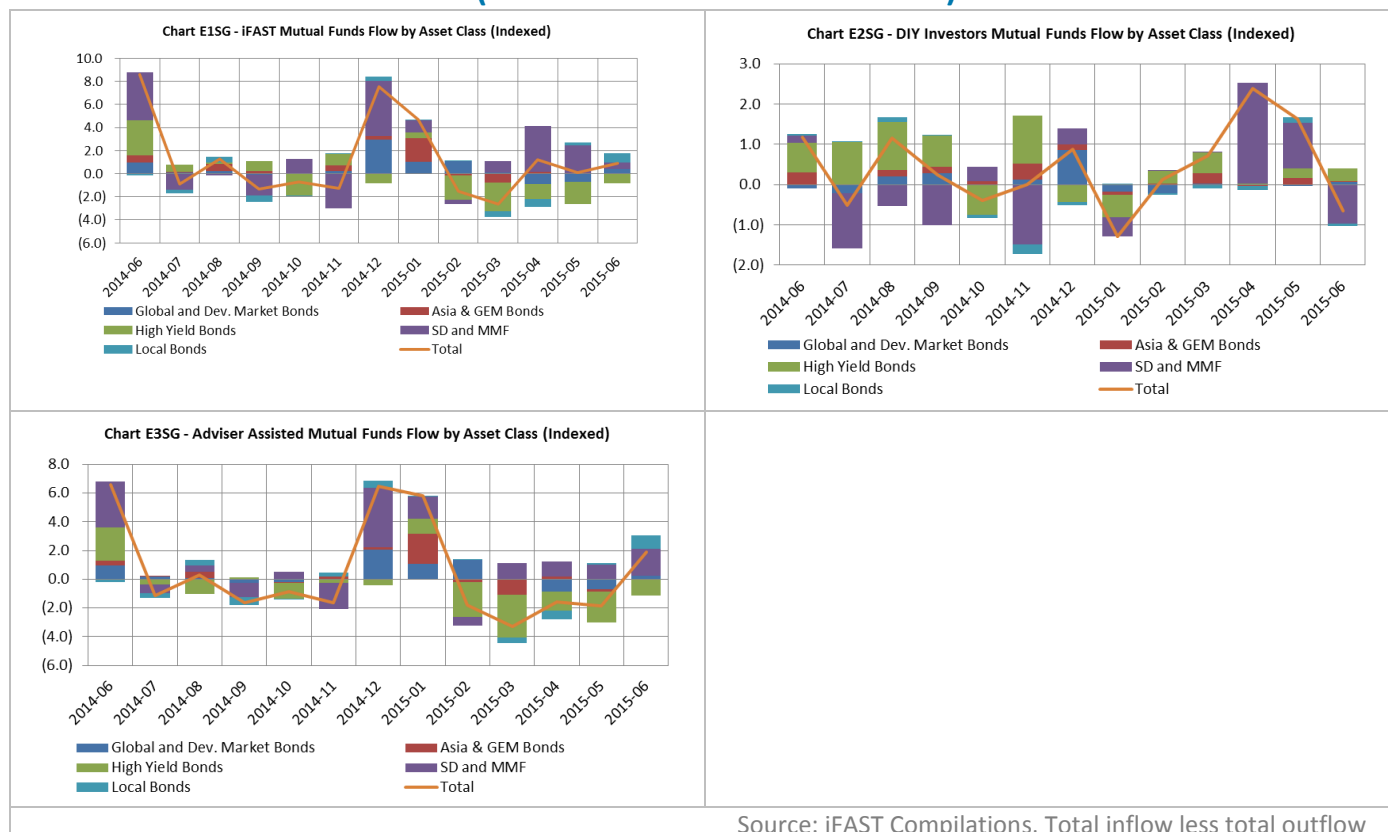 Chart E1SG - iFAST Mutual Funds Flow by Asset Class (Indexed)
10.0
8.0
6.0
4.0
2.0
0.0
(2.0)
(4.0)
(6.0)
2014-06
2014-07
2014-08
2014-09
2014-10
2014-11
2014-12
2015-01
2015-02
2015-03
2015-04
2015-05
2015-06
Global and Dev. Market Bonds
Asia & GEM Bonds
High Yield Bonds
SD and MMF
Local Bonds
Total
Chart E2SG - DIY Investors Mutual Funds Flow by Asset Class (Indexed)
3.0
2.0
1.0
0.0
(1.0)
(2.0)
2014-06
2014-07
2014-08
2014-09
2014-10
2014-11
2014-12
2015-01
2015-02
2015-03
2015-04
2015-05
2015-06
Global and Dev. Market Bonds
Asia & GEM Bonds
High Yield Bonds
SD and MMF
Local Bonds
Total
Chart E3SG - Adviser Assisted Mutual Funds Flow by Asset Class (Indexed)
8.0
6.0
4.0
2.0
0.0
(2.0)
(4.0)
(6.0)
2014-06
2014-07
2014-08
2014-09
2014-10
2014-11
2014-12
2015-01
2015-02
2015-03
2015-04
2015-05
2015-06
Global and Dev. Market Bonds
Asia & GEM Bonds
High Yield Bonds
SD and MMF
Local Bonds
Total
Source: iFAST Compilations. Total inflow less total outflow